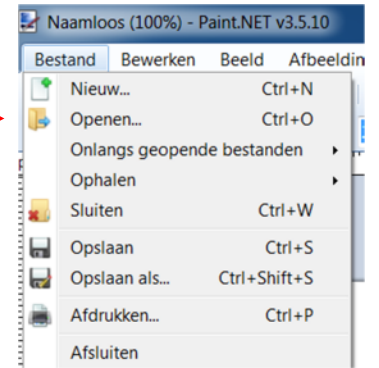 Naamloos (100%) - Paint.NET v3.5.10
Bestand Bewerken Beeld Afbeeldin
Nieuw... Ctrl+N
Openen... Ctrl+O
Onlangs geopende bestanden
Ophalen
Sluiten Ctrl+W
Opslaan Ctrl+S
Opslaan als... Ctrl+Shift+S
Afdrukken... Ctrl+P
Afsluiten